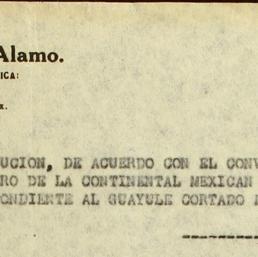 Alamo.
ICA:
x.
UCION, DE ACUERDO CON EL CONV
RO DE LA CONTINENTAL MEXICAN
ONDIENTE AL GUAYULE CORTADO